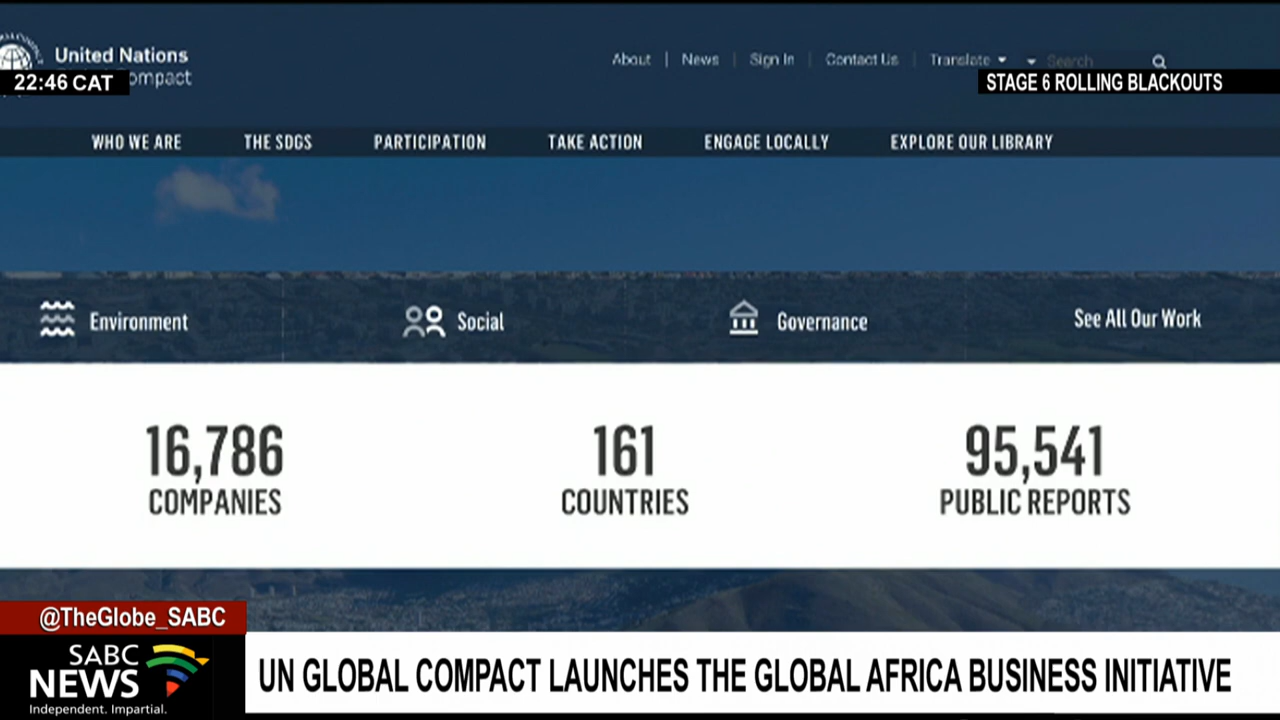 United Nations
ompact
22:46 CAT
About | News | Sign In | Contact Us | Translate
Search
STAGE 6 ROLLING BLACKOUTS
WHO WE ARE THE SDGS PARTICIPATION TAKE ACTION ENGAGE LOCALLY EXPLORE OUR LIBRARY
Environment Social Governance See All Our Work
16,786 161 95,541
COMPANIES COUNTRIES PUBLIC REPORTS
@TheGlobe_SABC
SABC
NEWS
Independent. Impartial.
UN GLOBAL COMPACT LAUNCHES THE GLOBAL AFRICA BUSINESS INITIATIVE